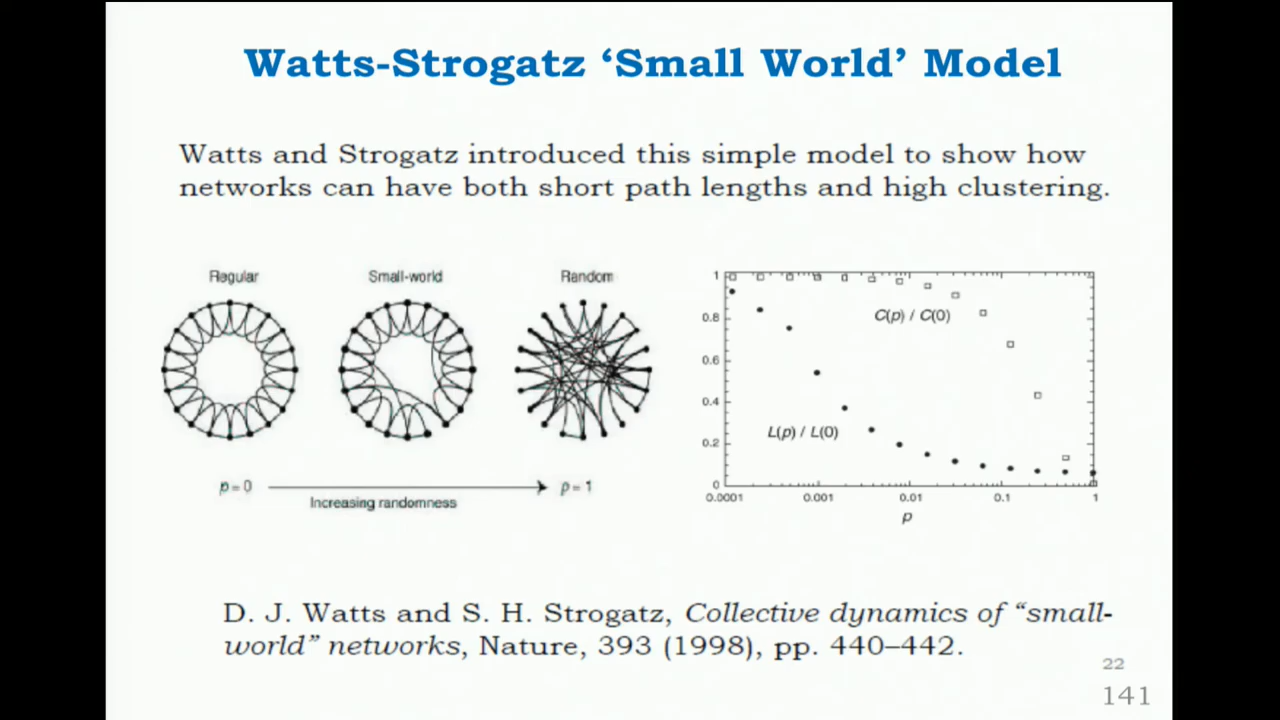 Watts-Strogatz ‘Small World’ Model
Watts and Strogatz introduced this simple model to show how
networks can have both short path lengths and high clustering.
Regular
Small-world
Random
p = 0
p = 1
Increasing randomness
1
0.8
0.6
0.4
0.2
0
C(p) / C(0)
L(p) / L(0)
0.0001
0.001
0.01
0.1
1
p
D. J. Watts and S. H. Strogatz, Collective dynamics of “small-
world” networks, Nature, 393 (1998), pp. 440–442.
22
141